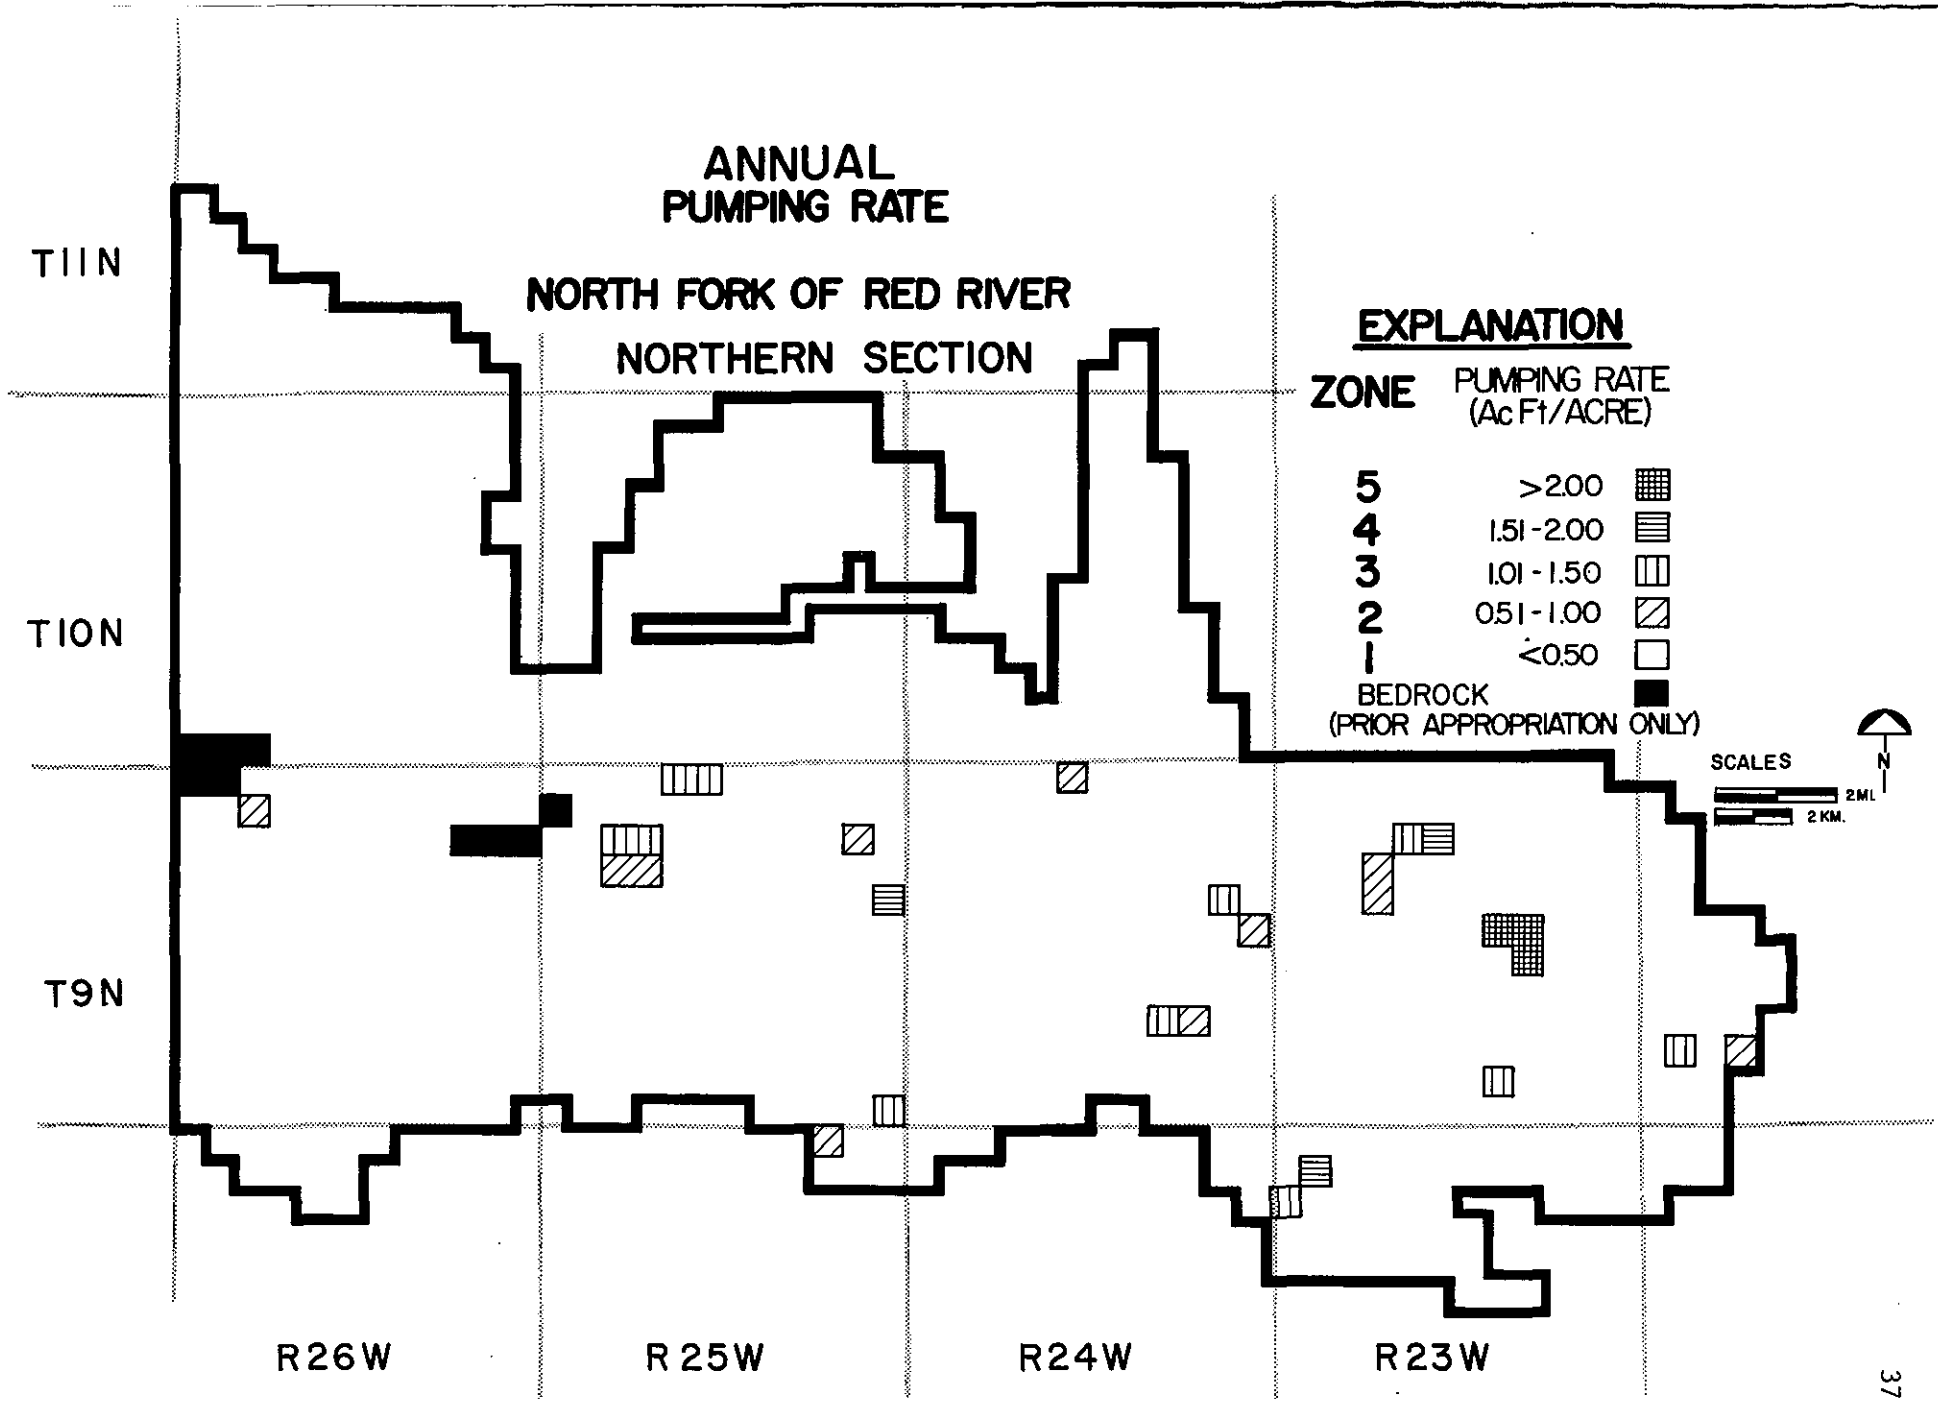 ANNUAL
PUMPING RATE
NORTH FORK OF RED RIVER
NORTHERN SECTION
T11N
T10N
T9N
R26W
R25W
R24W
R23W
EXPLANATION
ZONE PUMPING RATE
(Ac Ft/ACRE)
5 >2.00
4 1.51-2.00
3 1.01-1.50
2 0.51-1.00
1 <0.50
BEDROCK
(PRIOR APPROPRIATION ONLY)
SCALES
2 MI.
2 KM.
N
37